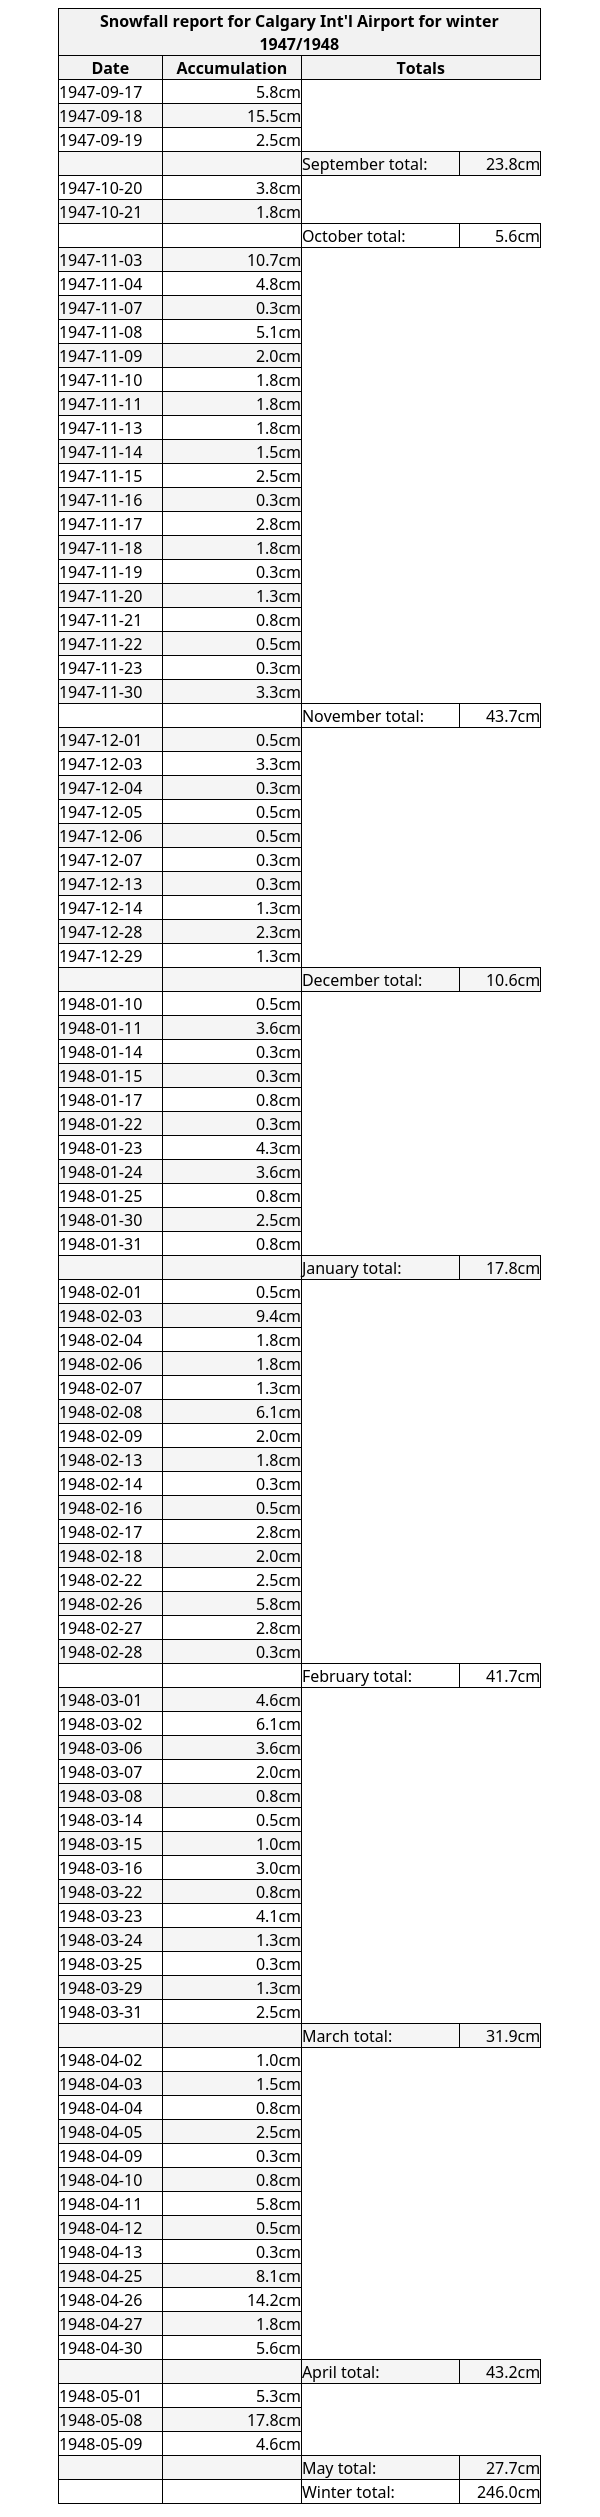 Snowfall report for Calgary Int'l Airport for winter
1947/1948
Date Accumulation Totals
1947-09-17 5.8cm
1947-09-18 15.5cm
1947-09-19 2.5cm
September total: 23.8cm
1947-10-20 3.8cm
1947-10-21 1.8cm
October total: 5.6cm
1947-11-03 10.7cm
1947-11-04 4.8cm
1947-11-07 0.3cm
1947-11-08 5.1cm
1947-11-09 2.0cm
1947-11-10 1.8cm
1947-11-11 1.8cm
1947-11-13 1.8cm
1947-11-14 1.5cm
1947-11-15 2.5cm
1947-11-16 0.3cm
1947-11-17 2.8cm
1947-11-18 1.8cm
1947-11-19 0.3cm
1947-11-20 1.3cm
1947-11-21 0.8cm
1947-11-22 0.5cm
1947-11-23 0.3cm
1947-11-30 3.3cm
November total: 43.7cm
1947-12-01 0.5cm
1947-12-03 3.3cm
1947-12-04 0.3cm
1947-12-05 0.5cm
1947-12-06 0.5cm
1947-12-07 0.3cm
1947-12-13 0.3cm
1947-12-14 1.3cm
1947-12-28 2.3cm
1947-12-29 1.3cm
December total: 10.6cm
1948-01-10 0.5cm
1948-01-11 3.6cm
1948-01-14 0.3cm
1948-01-15 0.3cm
1948-01-17 0.8cm
1948-01-22 0.3cm
1948-01-23 4.3cm
1948-01-24 3.6cm
1948-01-25 0.8cm
1948-01-30 2.5cm
1948-01-31 0.8cm
January total: 17.8cm
1948-02-01 0.5cm
1948-02-03 9.4cm
1948-02-04 1.8cm
1948-02-06 1.8cm
1948-02-07 1.3cm
1948-02-08 6.1cm
1948-02-09 2.0cm
1948-02-13 1.8cm
1948-02-14 0.3cm
1948-02-16 0.5cm
1948-02-17 2.8cm
1948-02-18 2.0cm
1948-02-22 2.5cm
1948-02-26 5.8cm
1948-02-27 2.8cm
1948-02-28 0.3cm
February total: 41.7cm
1948-03-01 4.6cm
1948-03-02 6.1cm
1948-03-06 3.6cm
1948-03-07 2.0cm
1948-03-08 0.8cm
1948-03-14 0.5cm
1948-03-15 1.0cm
1948-03-16 3.0cm
1948-03-22 0.8cm
1948-03-23 4.1cm
1948-03-24 1.3cm
1948-03-25 0.3cm
1948-03-29 1.3cm
1948-03-31 2.5cm
March total: 31.9cm
1948-04-02 1.0cm
1948-04-03 1.5cm
1948-04-04 0.8cm
1948-04-05 2.5cm
1948-04-09 0.3cm
1948-04-10 0.8cm
1948-04-11 5.8cm
1948-04-12 0.5cm
1948-04-13 0.3cm
1948-04-25 8.1cm
1948-04-26 14.2cm
1948-04-27 1.8cm
1948-04-30 5.6cm
April total: 43.2cm
1948-05-01 5.3cm
1948-05-08 17.8cm
1948-05-09 4.6cm
May total: 27.7cm
Winter total: 246.0cm